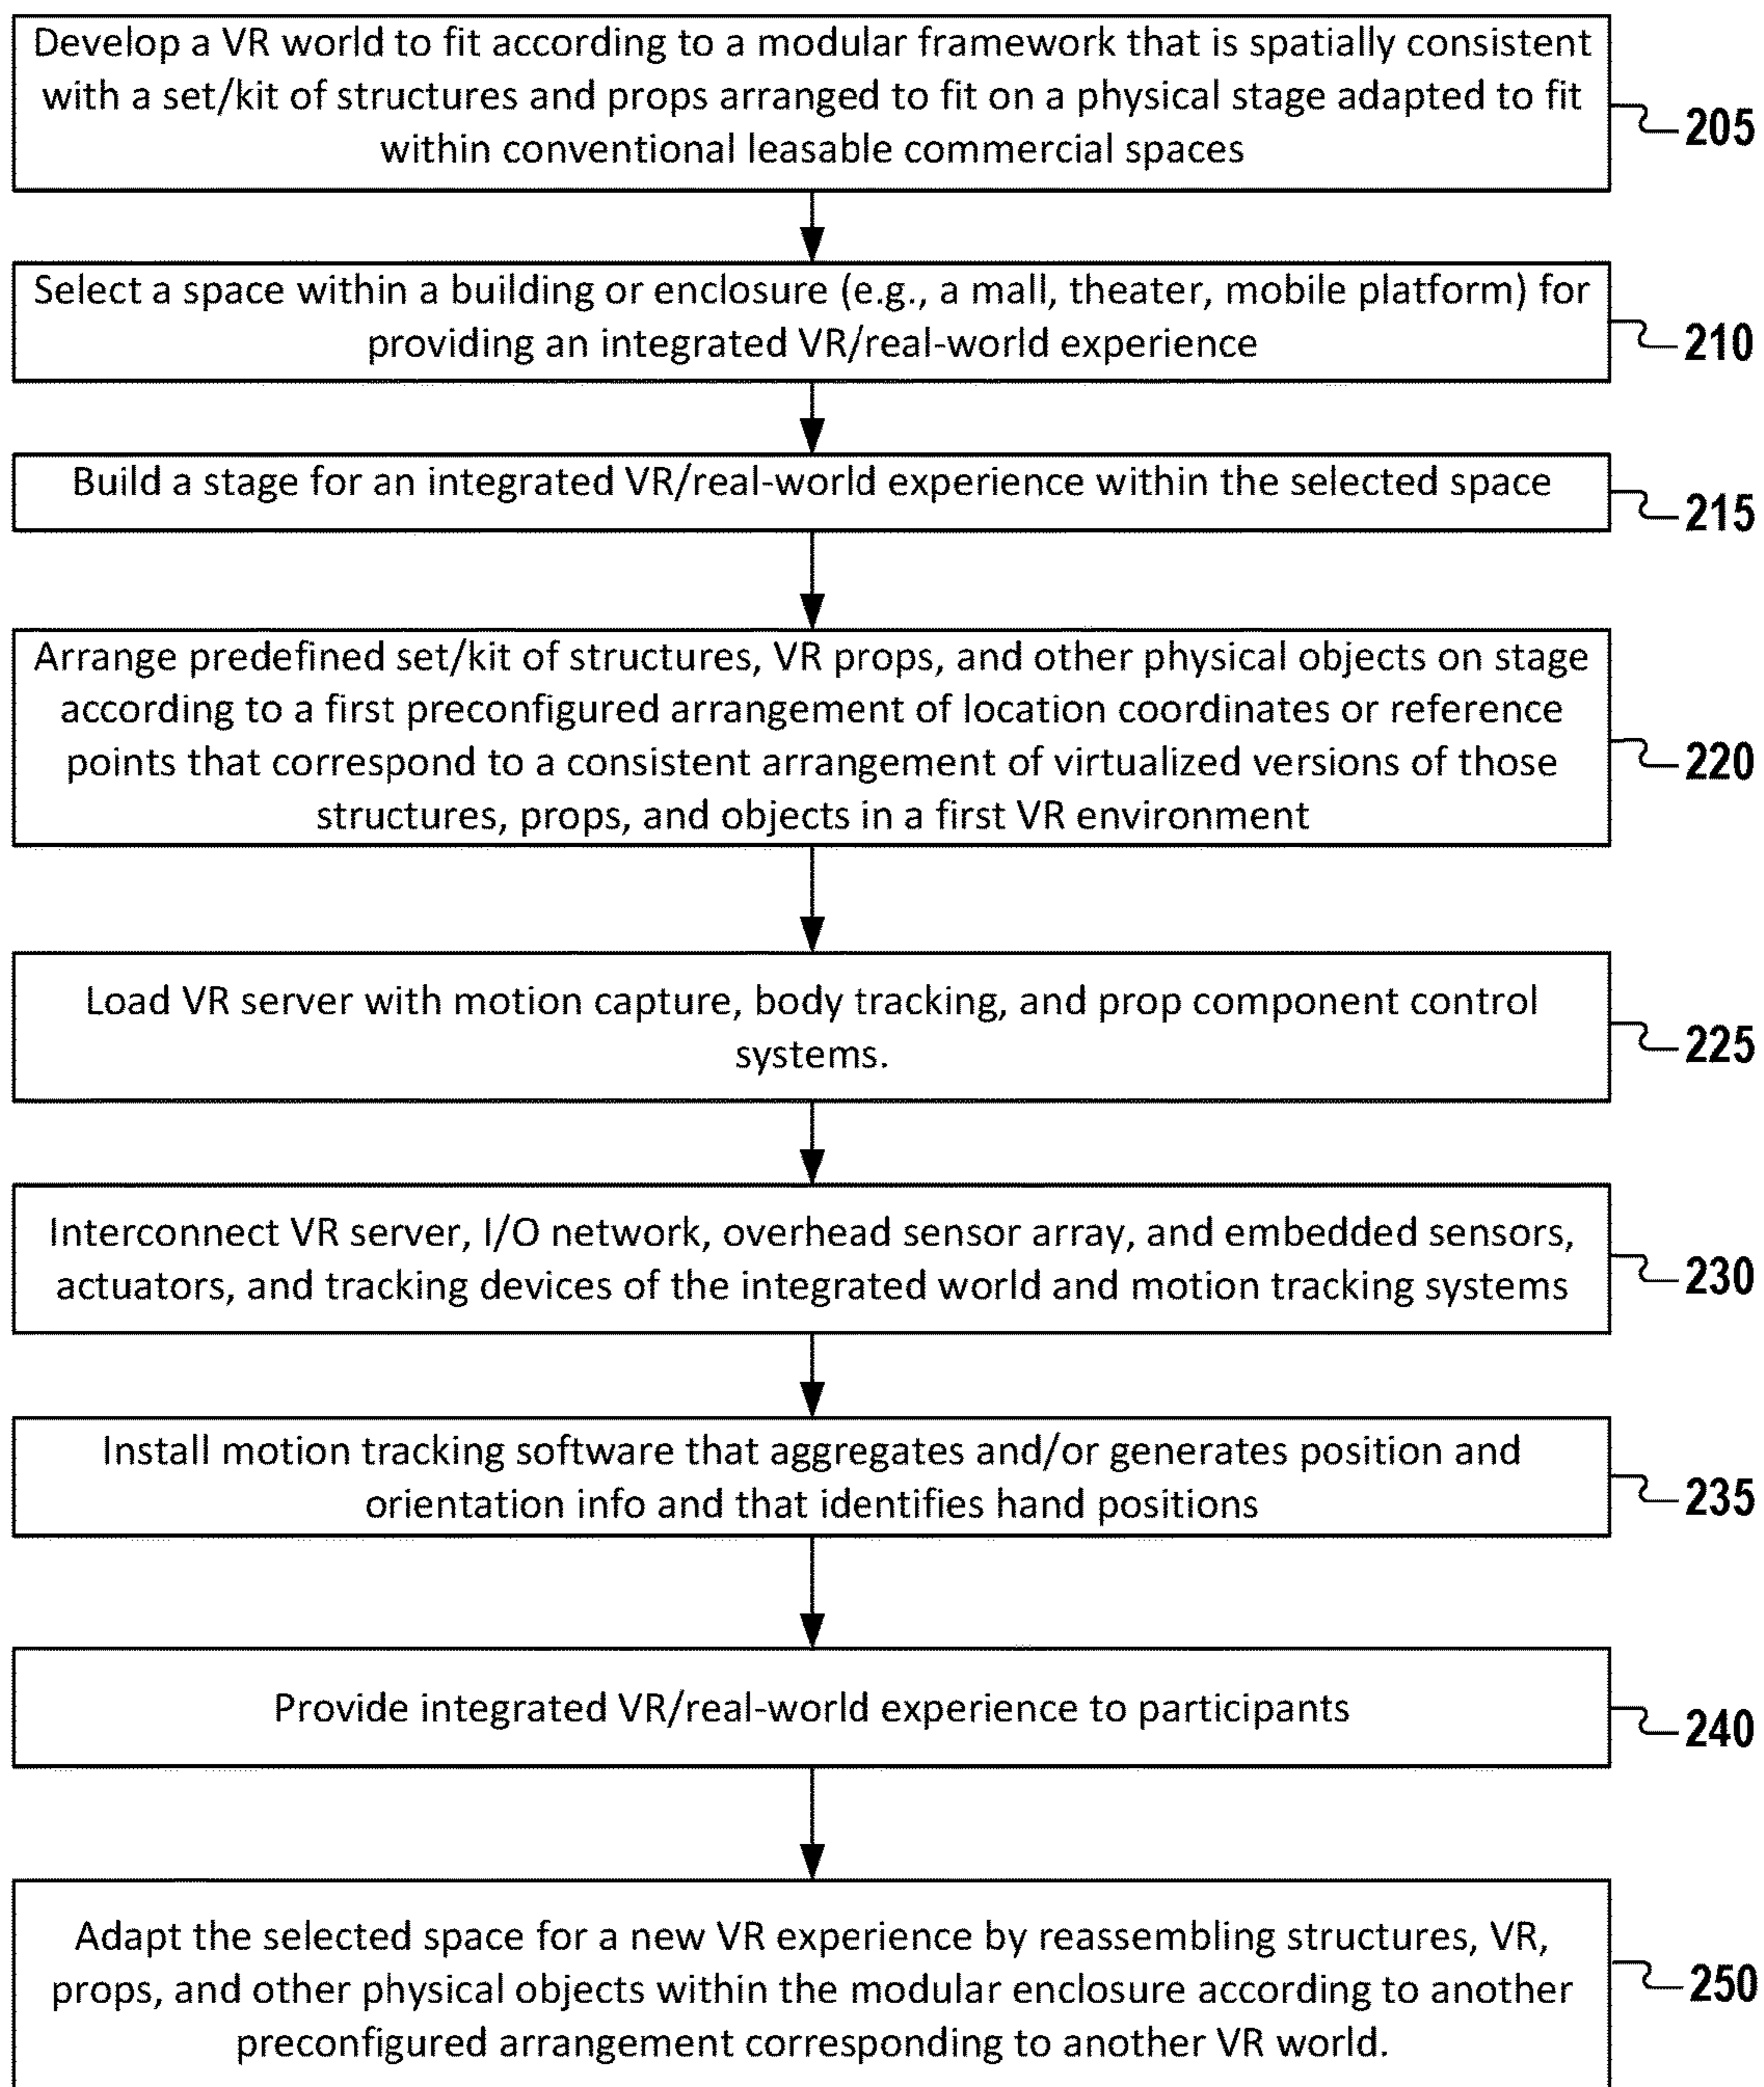 Develop a VR world to fit according to a modular framework that is spatially consistent
with a set/kit of structures and props arranged to fit on a physical stage adapted to fit
within conventional leasable commercial spaces
205
Select a space within a building or enclosure (e.g., a mall, theater, mobile platform) for
providing an integrated VR/real-world experience
210
Build a stage for an integrated VR/real-world experience within the selected space
215
Arrange predefined set/kit of structures, VR props, and other physical objects on stage
according to a first preconfigured arrangement of location coordinates or reference
points that correspond to a consistent arrangement of virtualized versions of those
structures, props, and objects in a first VR environment
220
Load VR server with motion capture, body tracking, and prop component control
systems.
225
Interconnect VR server, I/O network, overhead sensor array, and embedded sensors,
actuators, and tracking devices of the integrated world and motion tracking systems
230
Install motion tracking software that aggregates and/or generates position and
orientation info and that identifies hand positions
235
Provide integrated VR/real-world experience to participants
240
Adapt the selected space for a new VR experience by reassembling structures, VR,
props, and other physical objects within the modular enclosure according to another
preconfigured arrangement corresponding to another VR world.
250